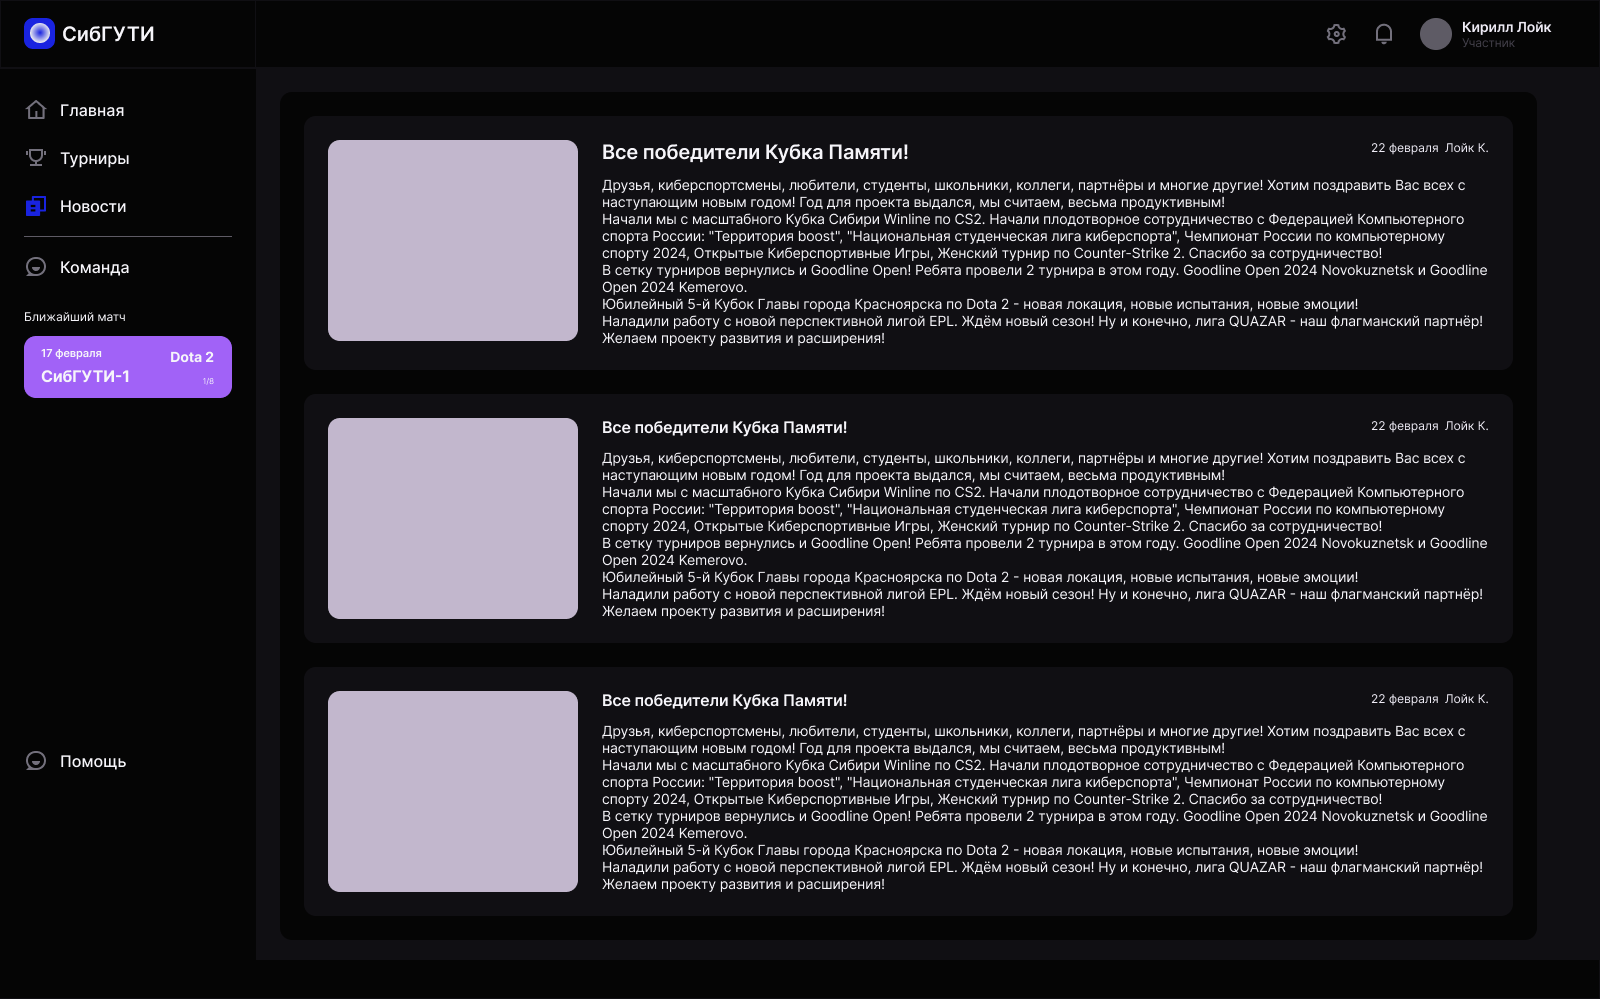 СибГУТИ
Кирилл Лойк
Участник
Главная
Турниры
Новости
Команда
Ближайший матч
17 февраля
Dota 2
СибГУТИ-1
1/8
Помощь
Все победители Кубка Памяти!
22 февраля Лойк К.
Друзья, киберспортсмены, любители, студенты, школьники, коллеги, партнёры и многие другие! Хотим поздравить Вас всех с
наступающим новым годом! Год для проекта выдался, мы считаем, весьма продуктивным!
Начали мы с масштабного Кубка Сибири Winline по CS2. Начали плодотворное сотрудничество с Федерацией Компьютерного
спорта России: "Территория boost", "Национальная студенческая лига киберспорта", Чемпионат России по компьютерному
спорту 2024, Открытые Киберспортивные Игры, Женский турнир по Counter-Strike 2. Спасибо за сотрудничество!
В сетку турниров вернулись и Goodline Open! Ребята провели 2 турнира в этом году. Goodline Open 2024 Novokuznetsk и Goodline
Open 2024 Kemerovo.
Юбилейный 5-й Кубок Главы города Красноярска по Dota 2 - новая локация, новые испытания, новые эмоции!
Наладили работу с новой перспективной лигой EPL. Ждём новый сезон! Ну и конечно, лига QUAZAR - наш флагманский партнёр!
Желаем проекту развития и расширения!
Все победители Кубка Памяти!
22 февраля Лойк К.
Друзья, киберспортсмены, любители, студенты, школьники, коллеги, партнёры и многие другие! Хотим поздравить Вас всех с
наступающим новым годом! Год для проекта выдался, мы считаем, весьма продуктивным!
Начали мы с масштабного Кубка Сибири Winline по CS2. Начали плодотворное сотрудничество с Федерацией Компьютерного
спорта России: "Территория boost", "Национальная студенческая лига киберспорта", Чемпионат России по компьютерному
спорту 2024, Открытые Киберспортивные Игры, Женский турнир по Counter-Strike 2. Спасибо за сотрудничество!
В сетку турниров вернулись и Goodline Open! Ребята провели 2 турнира в этом году. Goodline Open 2024 Novokuznetsk и Goodline
Open 2024 Kemerovo.
Юбилейный 5-й Кубок Главы города Красноярска по Dota 2 - новая локация, новые испытания, новые эмоции!
Наладили работу с новой перспективной лигой EPL. Ждём новый сезон! Ну и конечно, лига QUAZAR - наш флагманский партнёр!
Желаем проекту развития и расширения!
Все победители Кубка Памяти!
22 февраля Лойк К.
Друзья, киберспортсмены, любители, студенты, школьники, коллеги, партнёры и многие другие! Хотим поздравить Вас всех с
наступающим новым годом! Год для проекта выдался, мы считаем, весьма продуктивным!
Начали мы с масштабного Кубка Сибири Winline по CS2. Начали плодотворное сотрудничество с Федерацией Компьютерного
спорта России: "Территория boost", "Национальная студенческая лига киберспорта", Чемпионат России по компьютерному
спорту 2024, Открытые Киберспортивные Игры, Женский турнир по Counter-Strike 2. Спасибо за сотрудничество!
В сетку турниров вернулись и Goodline Open! Ребята провели 2 турнира в этом году. Goodline Open 2024 Novokuznetsk и Goodline
Open 2024 Kemerovo.
Юбилейный 5-й Кубок Главы города Красноярска по Dota 2 - новая локация, новые испытания, новые эмоции!
Наладили работу с новой перспективной лигой EPL. Ждём новый сезон! Ну и конечно, лига QUAZAR - наш флагманский партнёр!
Желаем проекту развития и расширения!